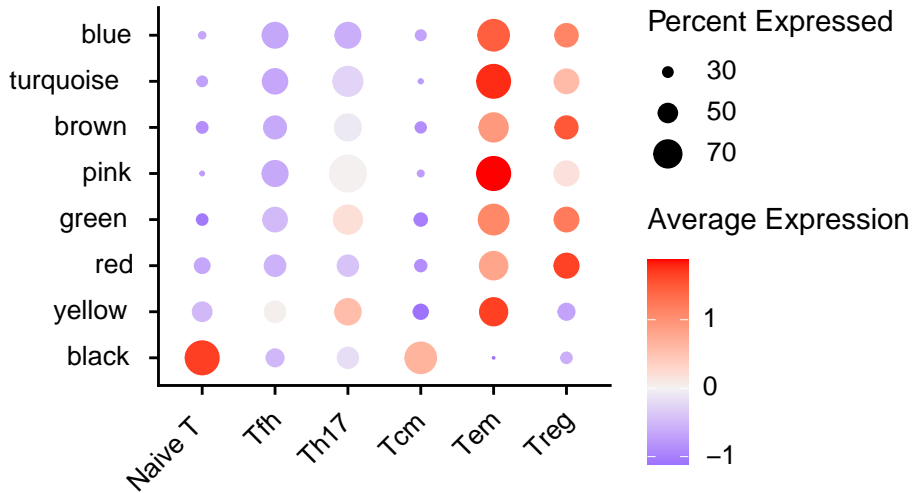 blue
turquoise
brown
pink
green
red
yellow
black
Naive T
Tfh
Th17
Tcm
Tem
Treg
Percent Expressed
30
50
70
Average Expression
1
0
−1